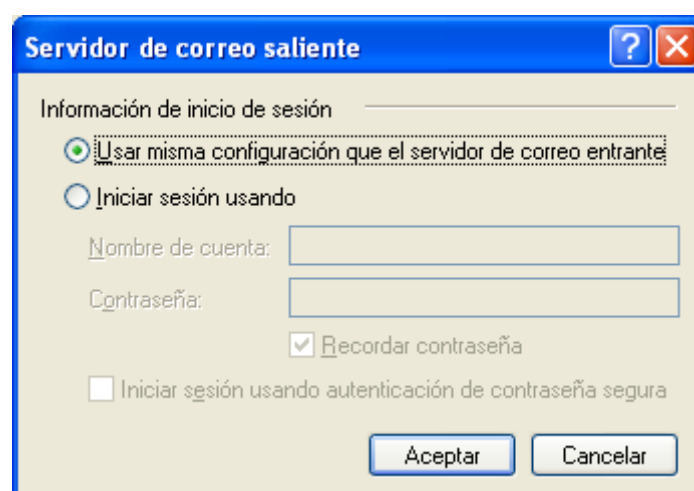 Servidor de correo saliente
Información de inicio de sesión
Usar misma configuración que el servidor de correo entrante
Iniciar sesión usando
Nombre de cuenta:
Contraseña:
Recordar contraseña
Iniciar sesión usando autenticación de contraseña segura
Aceptar Cancelar